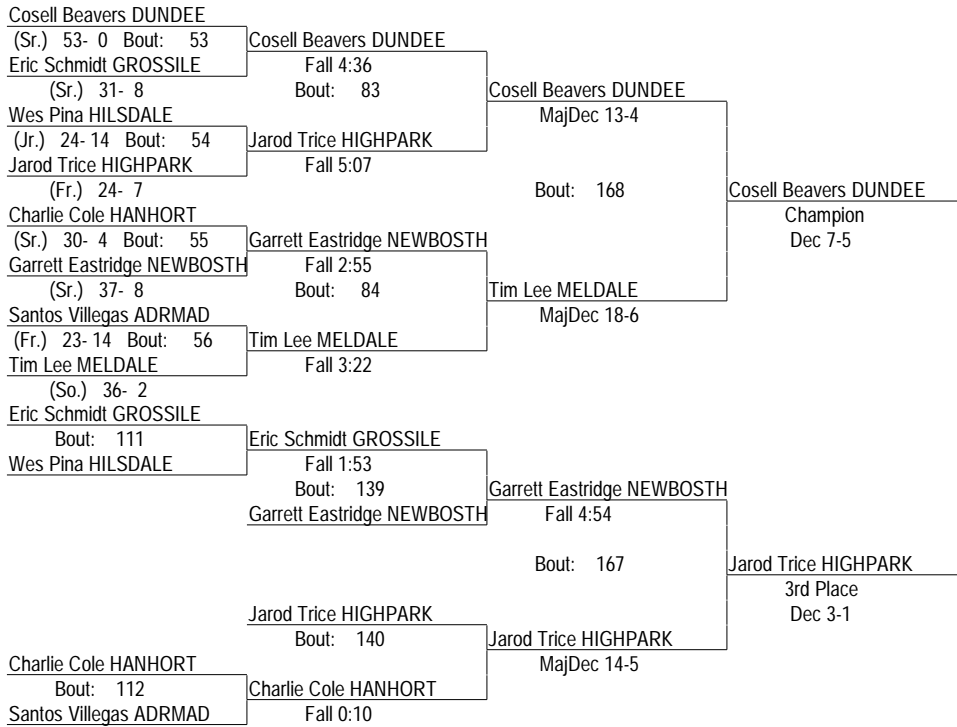 Cosell Beavers DUNDEE
(Sr.) 53- 0 Bout: 53 Cosell Beavers DUNDEE
Eric Schmidt GROSSILE Fall 4:36
(Sr.) 31- 8 Bout: 83 Cosell Beavers DUNDEE
Wes Pina HILSDALE MajDec 13-4
(Jr.) 24- 14 Bout: 54 Jarod Trice HIGHPARK
Jarod Trice HIGHPARK Fall 5:07
(Fr.) 24- 7 Bout: 168 Cosell Beavers DUNDEE
Charlie Cole HANHORT Champion
(Sr.) 30- 4 Bout: 55 Garrett Eastridge NEWBOSTH Dec 7-5
Garrett Eastridge NEWBOSTH Fall 2:55
(Sr.) 37- 8 Bout: 84 Tim Lee MELDALE
Santos Villegas ADRMAD MajDec 18-6
(Fr.) 23- 14 Bout: 56 Tim Lee MELDALE
Tim Lee MELDALE Fall 3:22
(So.) 36- 2
Eric Schmidt GROSSILE
Bout: 111 Eric Schmidt GROSSILE
Wes Pina HILSDALE Fall 1:53
Bout: 139 Garrett Eastridge NEWBOSTH
Garrett Eastridge NEWBOSTH Fall 4:54
Bout: 167 Jarod Trice HIGHPARK
3rd Place
Jarod Trice HIGHPARK Dec 3-1
Bout: 140 Jarod Trice HIGHPARK
Charlie Cole HANHORT MajDec 14-5
Bout: 112 Charlie Cole HANHORT
Santos Villegas ADRMAD Fall 0:10